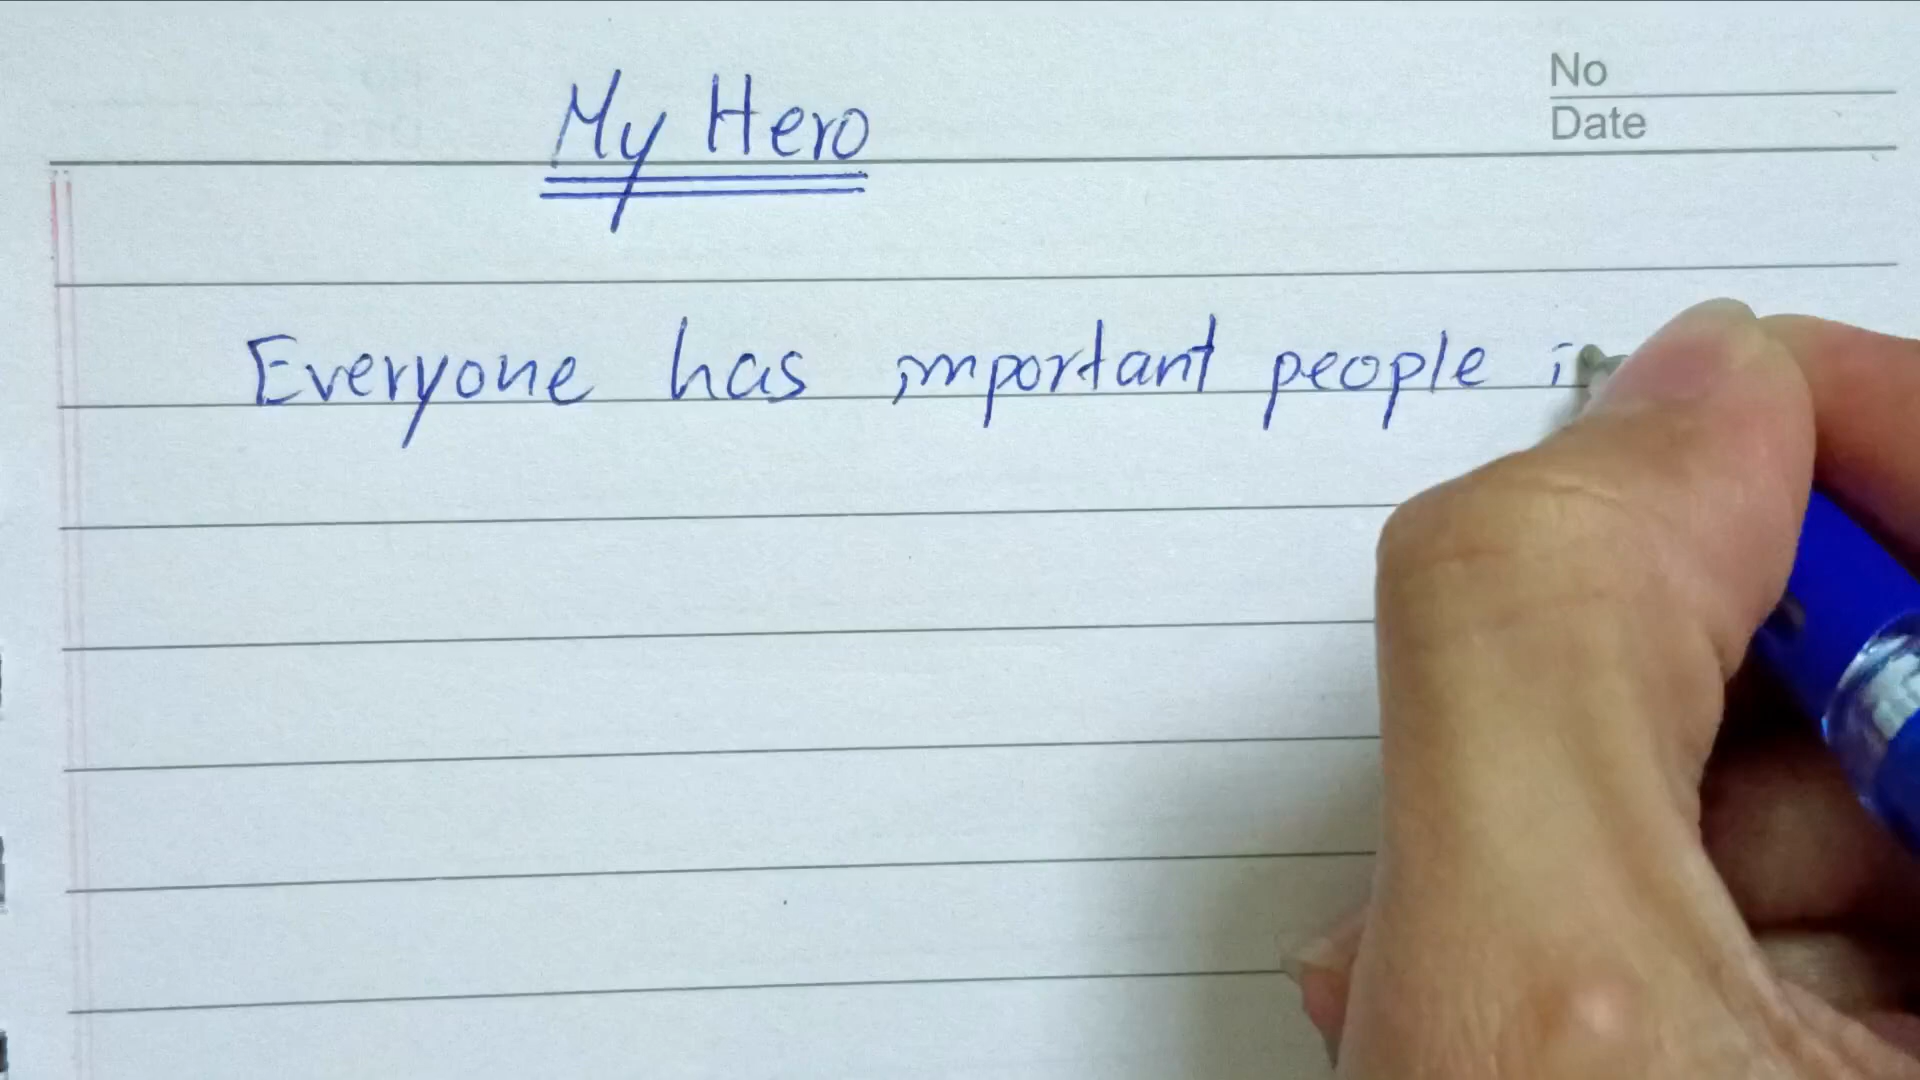 My Hero
No
Date
Everyone has important people i